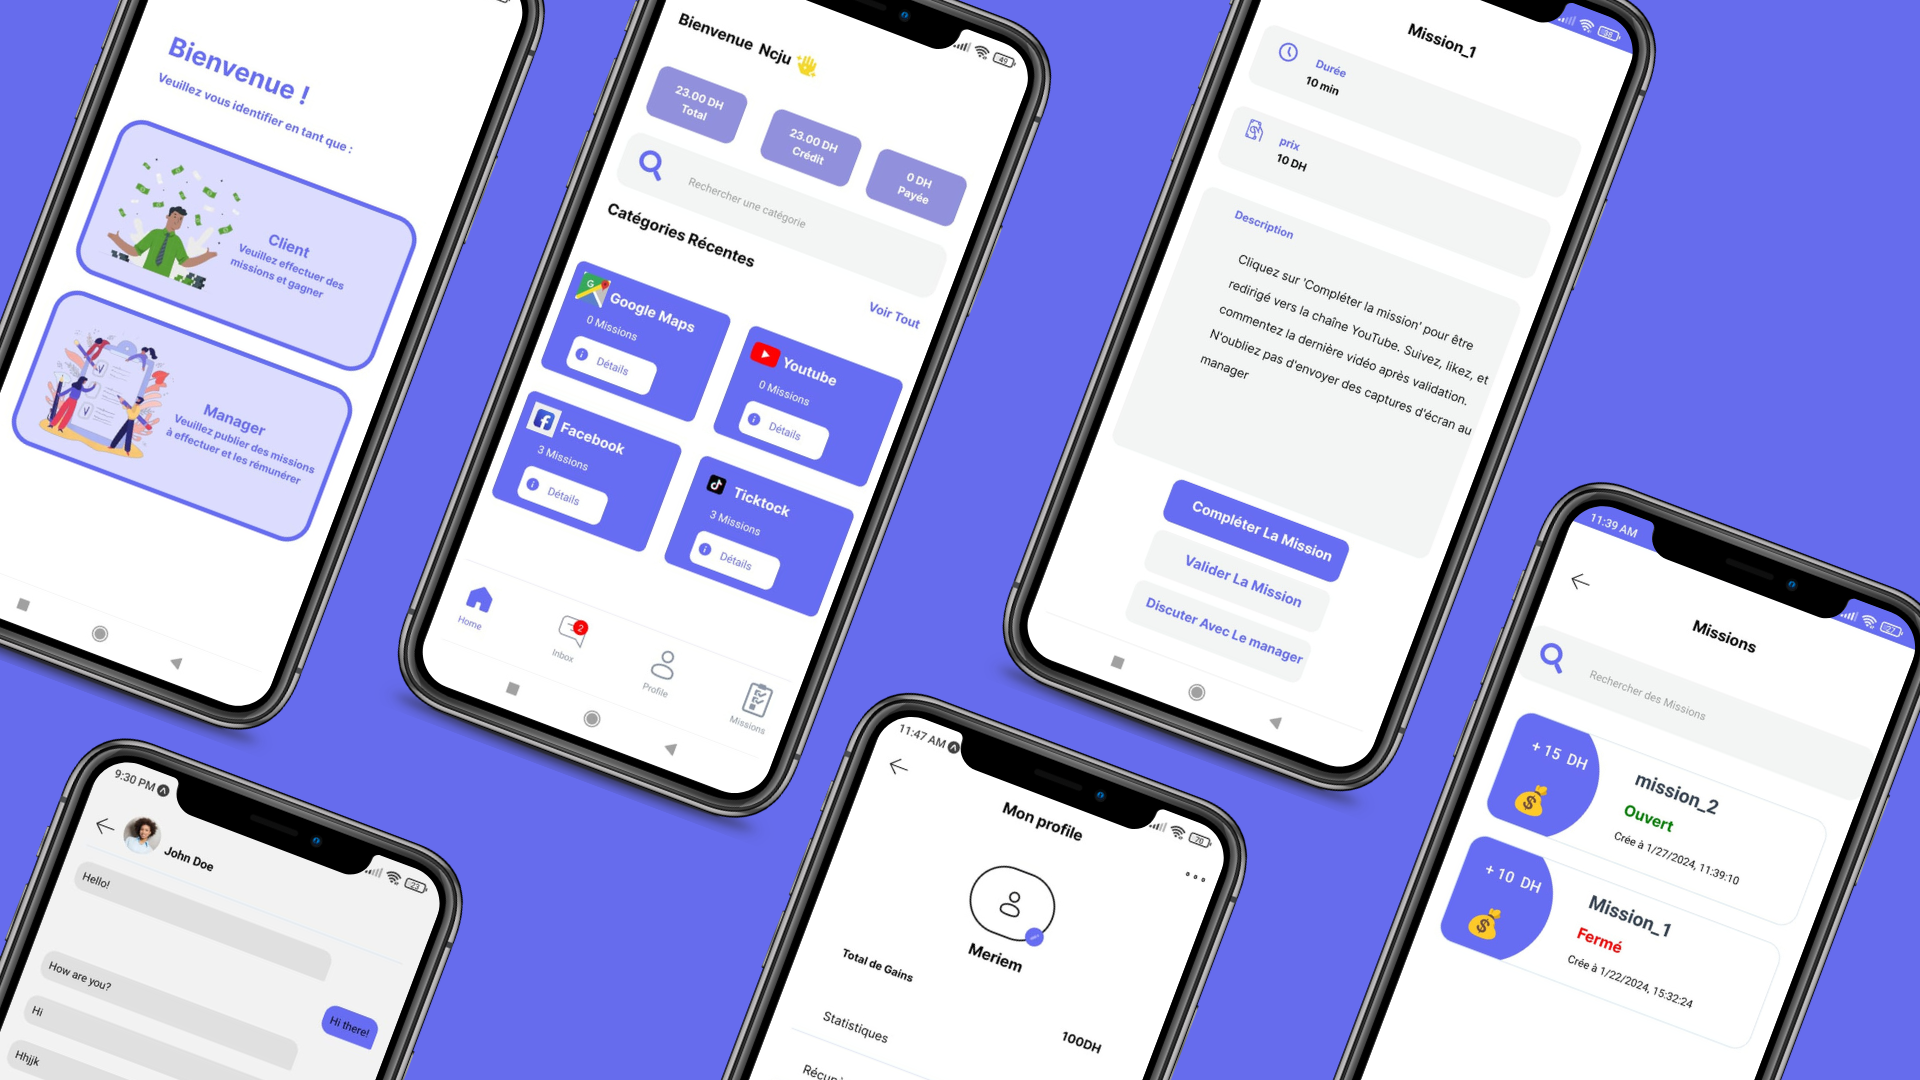 Bienvenue !
Veuillez vous identifier en tant que :
Client
Veuillez effectuer des
missions et gagner
Manager
Veuillez publier des missions
à effectuer et les rémunérer
Bienvenue Ncju
49
23.00 DH
Total
23.00 DH
Crédit
0 DH
Payée
Rechercher une catégorie
Catégories Récentes
Voir Tout
Google Maps
0 Missions
Détails
Youtube
0 Missions
Détails
Facebook
3 Missions
Détails
Ticktock
3 Missions
Détails
Home
2
Inbox
Profile
Missions
Mission_1
Durée
10 min
prix
10 DH
Description
Cliquez sur 'Compléter la mission' pour être
redirigé vers la chaîne YouTube. Suivez, likez, et
commentez la dernière vidéo après validation.
N'oubliez pas d'envoyer des captures d'écran au
manager
Compléter La Mission
Valider La Mission
Discuter Avec Le manager
11:39 AM
27
Missions
Rechercher des Missions
+ 15 DH
mission_2
Ouvert
Crée à 1/27/2024, 11:39:10
+ 10 DH
Mission_1
Fermé
Crée à 1/22/2024, 15:32:24
9:30 PM
23
John Doe
Hello!
How are you?
Hi there!
Hi
Hhjjk
11:47 AM
70
Mon profile
Meriem
Total de Gains
100DH
Statistiques